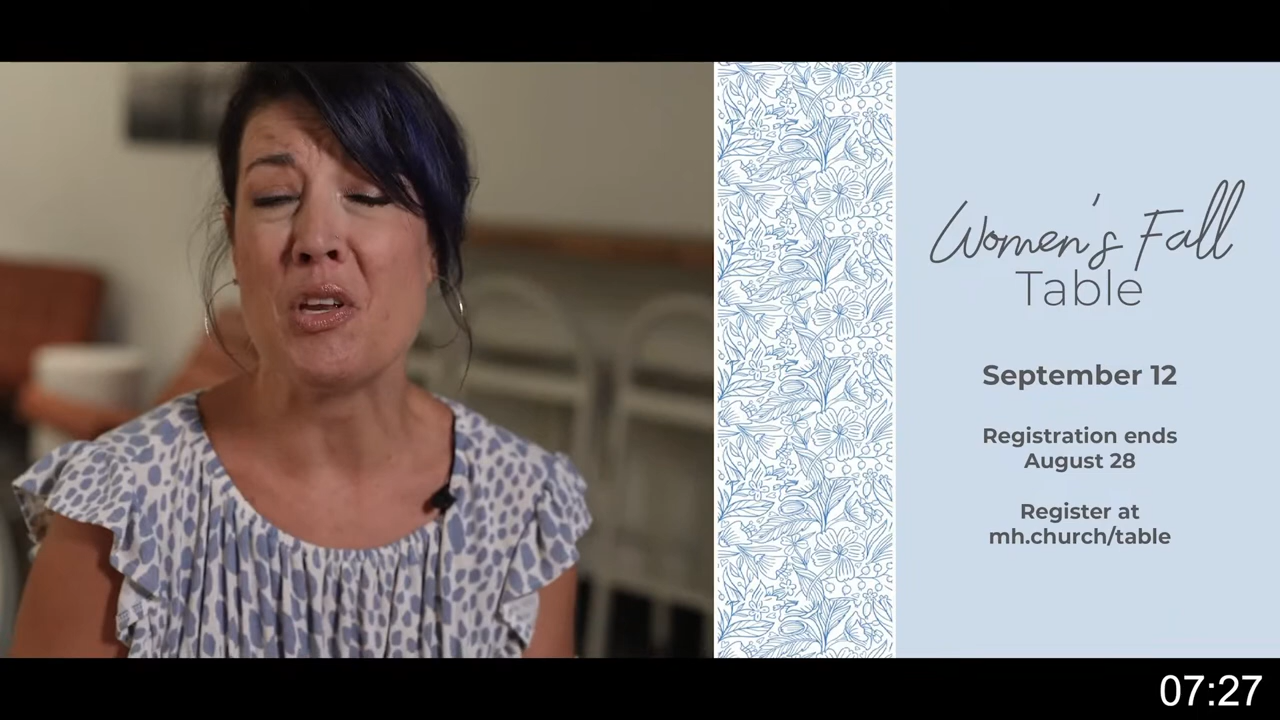 Women's Fall
Table
September 12
Registration ends
August 28
Register at
mh.church/table
07:27